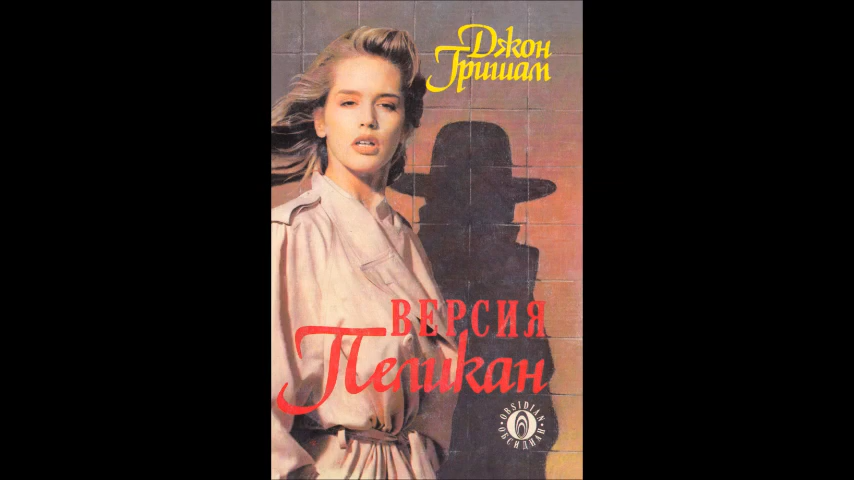 Джон
Гришам
ВЕРСИЯ
Пеликан
OBSIDIAN
ОБСИДИАН